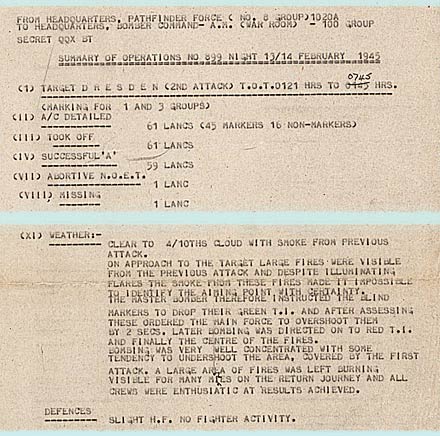 FROM HEADQUARTERS, PATHFINDER FORCE ( NO. 8 GROUP)1020A
TO HEADQUARTERS, BOMBER COMMAND- A.M. (WAR ROOM) - 100 GROUP
SECRET QQX BT
SUMMARY OF OPERATIONS NO 899 NIGHT 13/14 FEBRUARY 1945
(I) TARGET D R E S D E N (2ND ATTACK) T.O.T.0121 HRS TO 0145 HRS.
0745
(MARKING FOR 1 AND 3 GROUPS)
(II) A/C DETAILED
61 LANCS (45 MARKERS 16 NON-MARKERS)
(III) TOOK OFF
61 LANCS
(IV) SUCCESSFUL'A'
59 LANCS
(VII) ABORTIVE N.O.E.T.
1 LANC
(VIII) MISSING
1 LANC
(XI) WEATHER:-
CLEAR TO 4/10THS CLOUD WITH SMOKE FROM PREVIOUS
ATTACK.
ON APPROACH TO THE TARGET LARGE FIRES WERE VISIBLE
FROM THE PREVIOUS ATTACK AND DESPITE ILLUMINATING
FLARES THE SMOKE FROM THESE FIRES MADE IT IMPOSSIBLE
TO IDENTIFY THE AIMING POINT WITH CERTAINTY.
THE MASTER BOMBER THEREFORE INSTRUCTED THE BLIND
MARKERS TO DROP THEIR GREEN T.I. AND AFTER ASSESSING
THESE ORDERED THE MAIN FORCE TO OVERSHOOT THEM
BY 2 SECS. LATER BOMBING WAS DIRECTED ON TO RED T.I.
AND FINALLY THE CENTRE OF THE FIRES.
BOMBING WAS VERY WELL CONCENTRATED WITH SOME
TENDENCY TO UNDERSHOOT THE AREA, COVERED BY THE FIRST
ATTACK. A LARGE AREA OF FIRES WAS LEFT BURNING
VISIBLE FOR MANY MILES ON THE RETURN JOURNEY AND ALL
CREWS WERE ENTHUSIATIC AT RESULTS ACHIEVED.
DEFENCES
SLIGHT H.F. NO FIGHTER ACTIVITY.